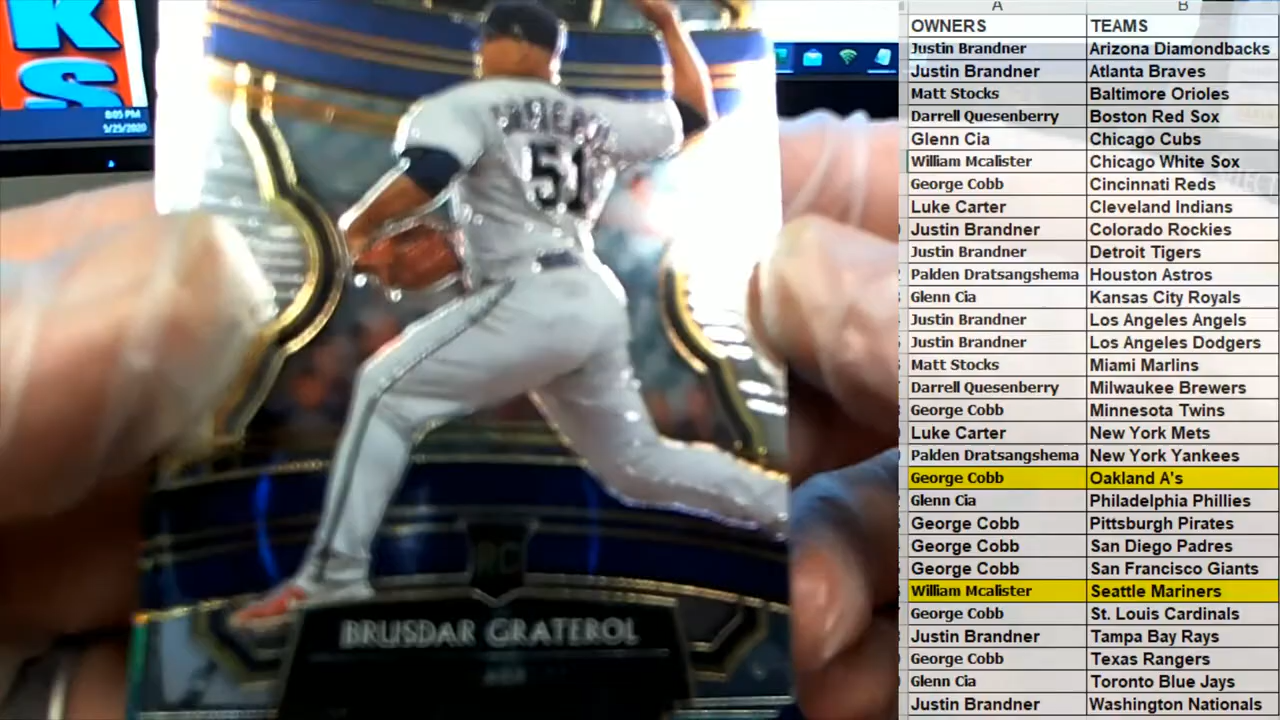 K
S
8:05 PM
5/25/2020
51
RC
BRUSDAR GRATEROL
A B
OWNERS TEAMS
Justin Brandner Arizona Diamondbacks
Justin Brandner Atlanta Braves
Matt Stocks Baltimore Orioles
Darrell Quesenberry Boston Red Sox
Glenn Cia Chicago Cubs
William Mcalister Chicago White Sox
George Cobb Cincinnati Reds
Luke Carter Cleveland Indians
Justin Brandner Colorado Rockies
Justin Brandner Detroit Tigers
Palden Dratsangshema Houston Astros
Glenn Cia Kansas City Royals
Justin Brandner Los Angeles Angels
Justin Brandner Los Angeles Dodgers
Matt Stocks Miami Marlins
Darrell Quesenberry Milwaukee Brewers
George Cobb Minnesota Twins
Luke Carter New York Mets
Palden Dratsangshema New York Yankees
George Cobb Oakland A's
Glenn Cia Philadelphia Phillies
George Cobb Pittsburgh Pirates
George Cobb San Diego Padres
George Cobb San Francisco Giants
William Mcalister Seattle Mariners
George Cobb St. Louis Cardinals
Justin Brandner Tampa Bay Rays
George Cobb Texas Rangers
Glenn Cia Toronto Blue Jays
Justin Brandner Washington Nationals